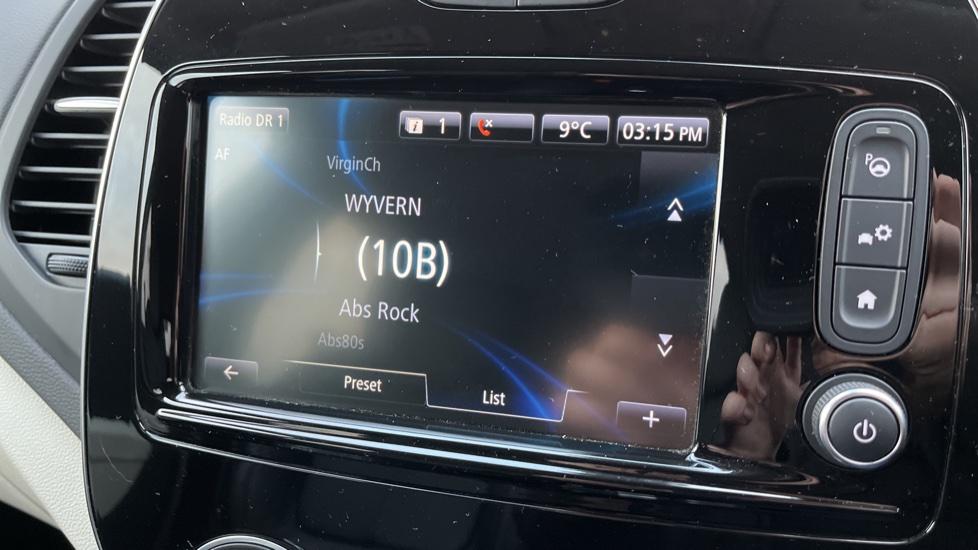 Radio DR 1
1
9°C
03:15 PM
AF
VirginCh
WYVERN
(10B)
Abs Rock
Abs80s
Preset
List
+
P